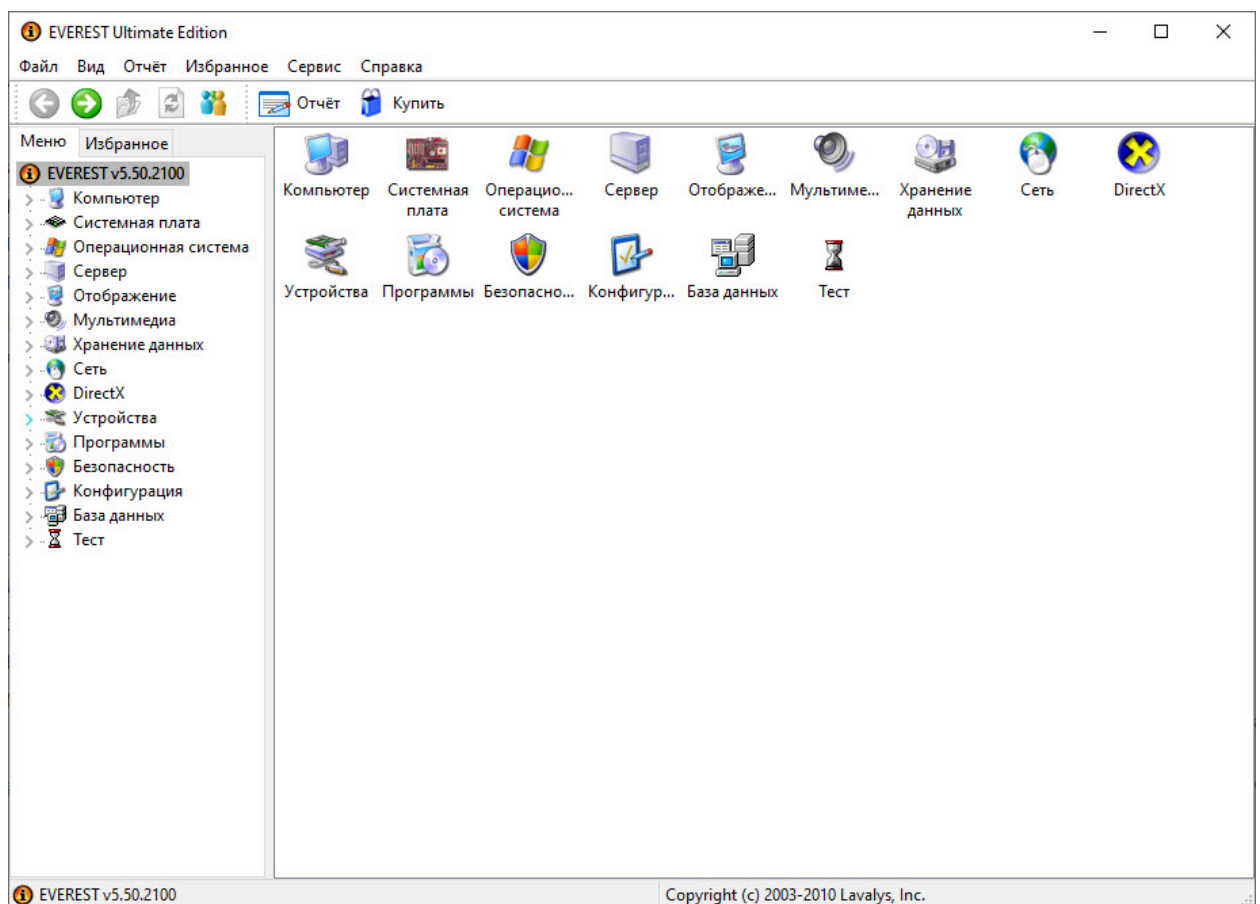 EVEREST Ultimate Edition
Файл Вид Отчёт Избранное Сервис Справка
Отчёт Купить
Меню Избранное
EVEREST v5.50.2100
Компьютер
Системная плата
Операционная система
Сервер
Отображение
Мультимедиа
Хранение данных
Сеть
DirectX
Устройства
Программы
Безопасность
Конфигурация
База данных
Тест
Компьютер Системная Операцио... Сервер Отображе... Мультиме... Хранение Сеть DirectX
плата система данных
Устройства Программы Безопасно... Конфигур... База данных Тест
EVEREST v5.50.2100 Copyright (c) 2003-2010 Lavalys, Inc.